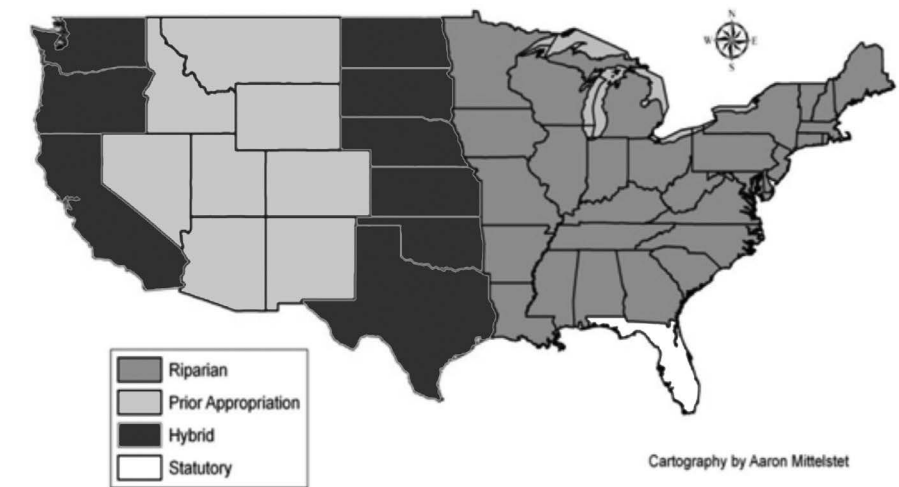 N
W E
S
Riparian
Prior Appropriation
Hybrid
Statutory
Cartography by Aaron Mittelstet